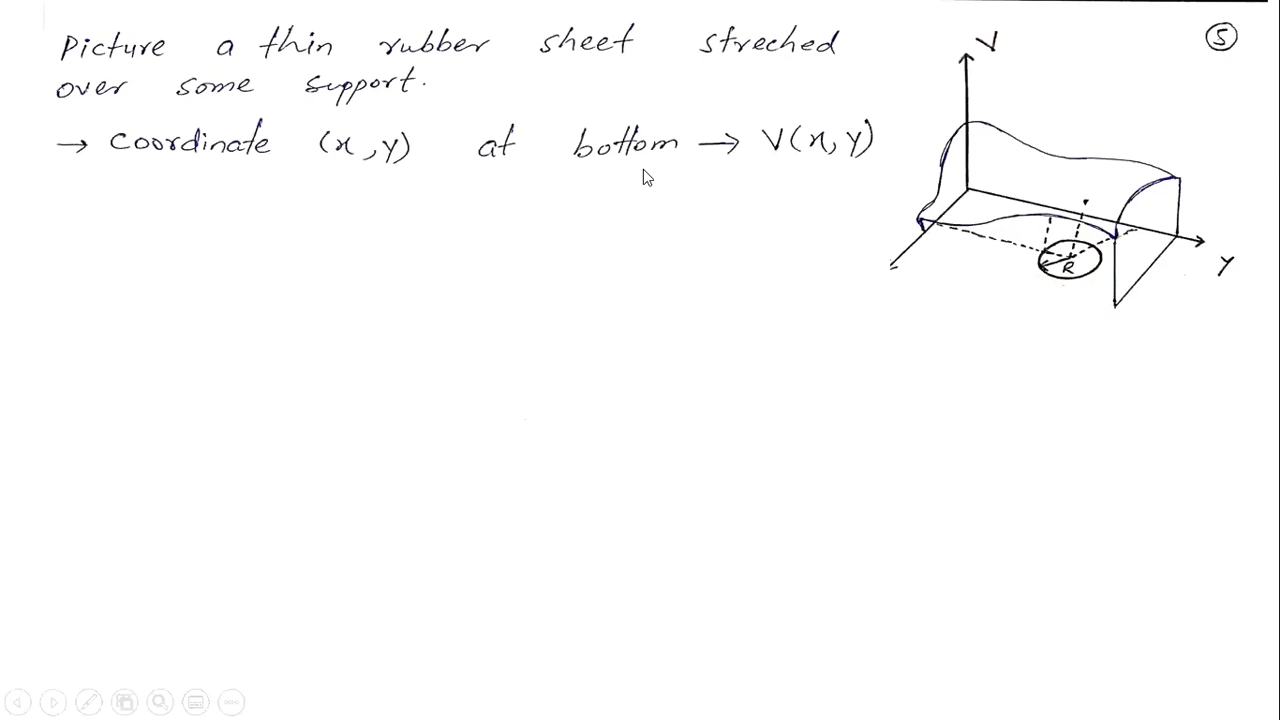 Picture a thin rubber sheet streched
over some support.
→ Coordinate (x,y) at bottom → V(x,y)
V
5
R
y